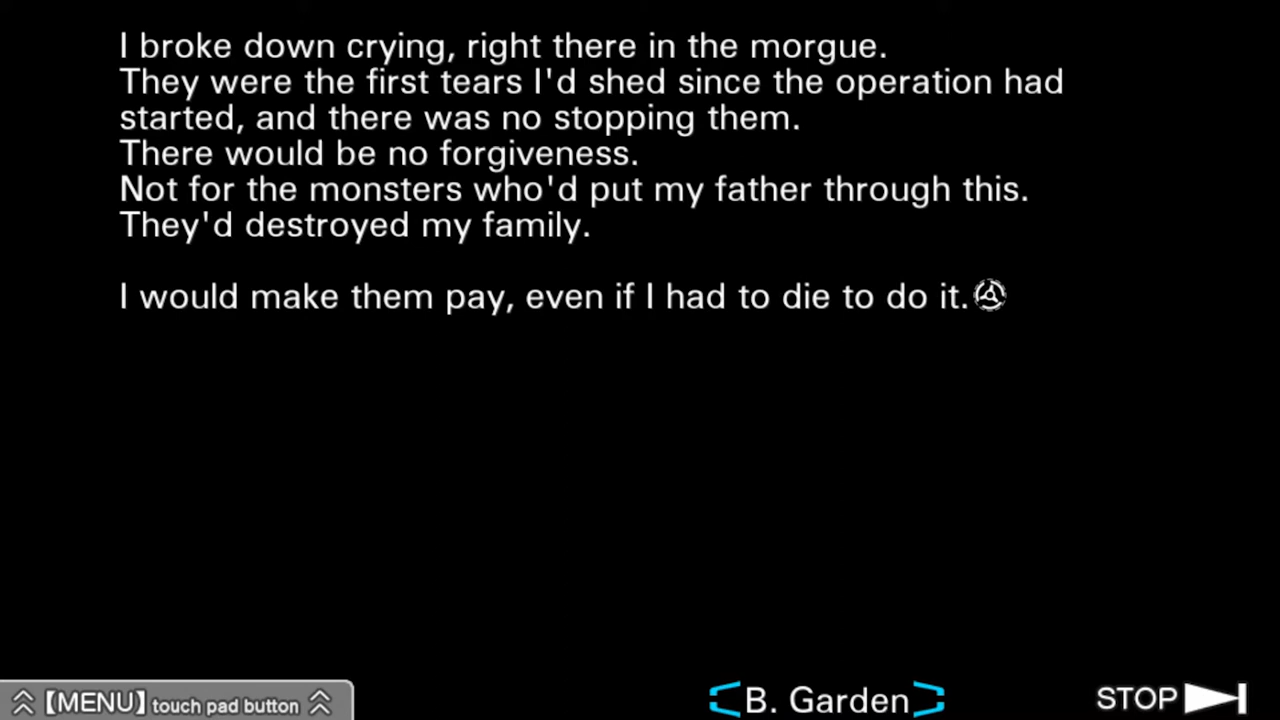 I broke down crying, right there in the morgue.
They were the first tears I'd shed since the operation had
started, and there was no stopping them.
There would be no forgiveness.
Not for the monsters who'd put my father through this.
They'd destroyed my family.
I would make them pay, even if I had to die to do it.
【MENU】touch pad button
B. Garden
STOP